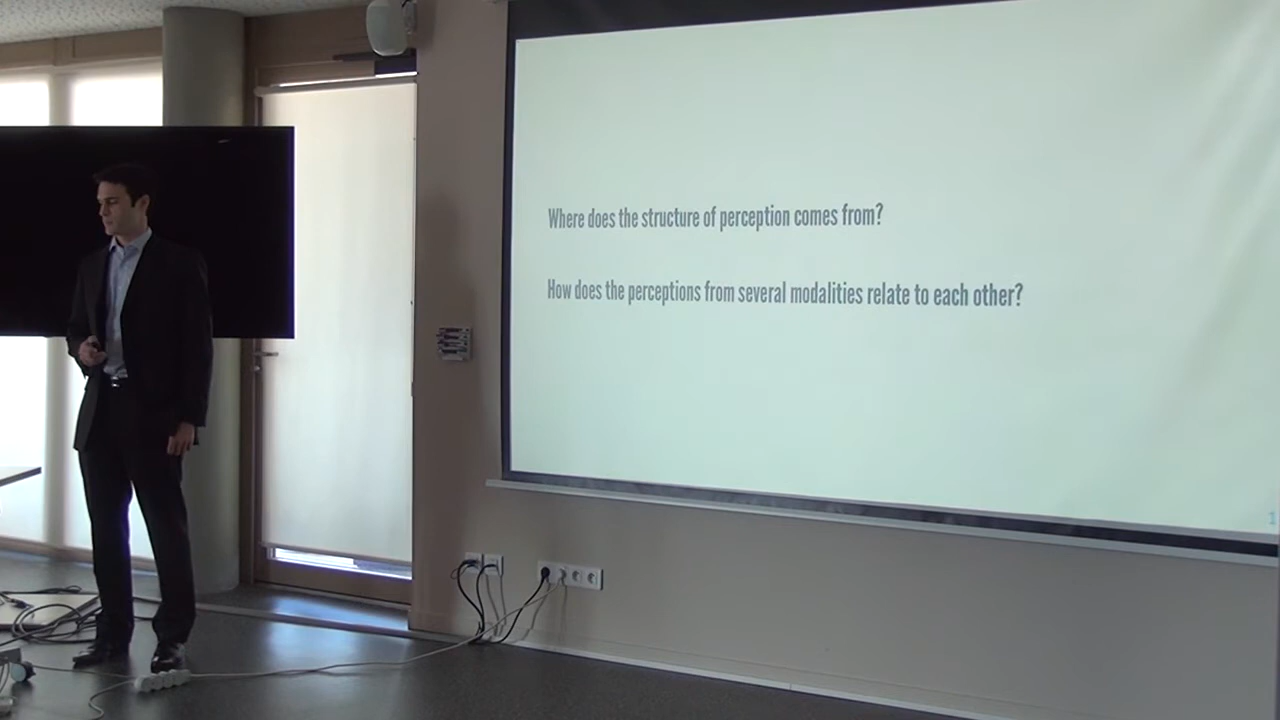 Where does the structure of perception comes from?
How does the perceptions from several modalities relate to each other?